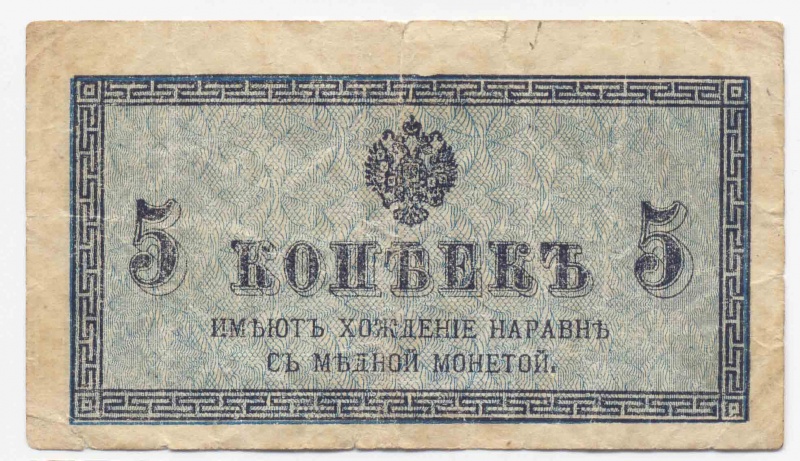 5 КОПѢЕКЪ 5
ИМѢЮТЪ ХОЖДЕНІЕ НАРАВНѢ
СЪ МѢДНОЙ МОНЕТОЙ.